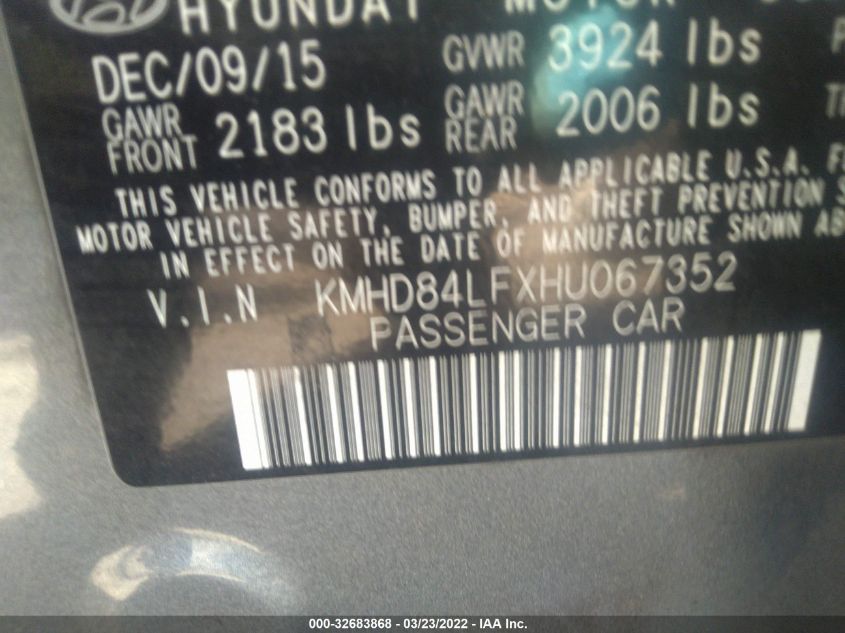 HYUNDAI MOTOR
DEC/09/15 GVWR 3924 lbs
GAWR FRONT 2183 lbs GAWR REAR 2006 lbs
THIS VEHICLE CONFORMS TO ALL APPLICABLE U.S.A.
MOTOR VEHICLE SAFETY, BUMPER, AND THEFT PREVENTION S
IN EFFECT ON THE DATE OF MANUFACTURE SHOWN AB
V.I.N KMHD84LFXHU067352
PASSENGER CAR
000-32683868 - 03/23/2022 - IAA Inc.